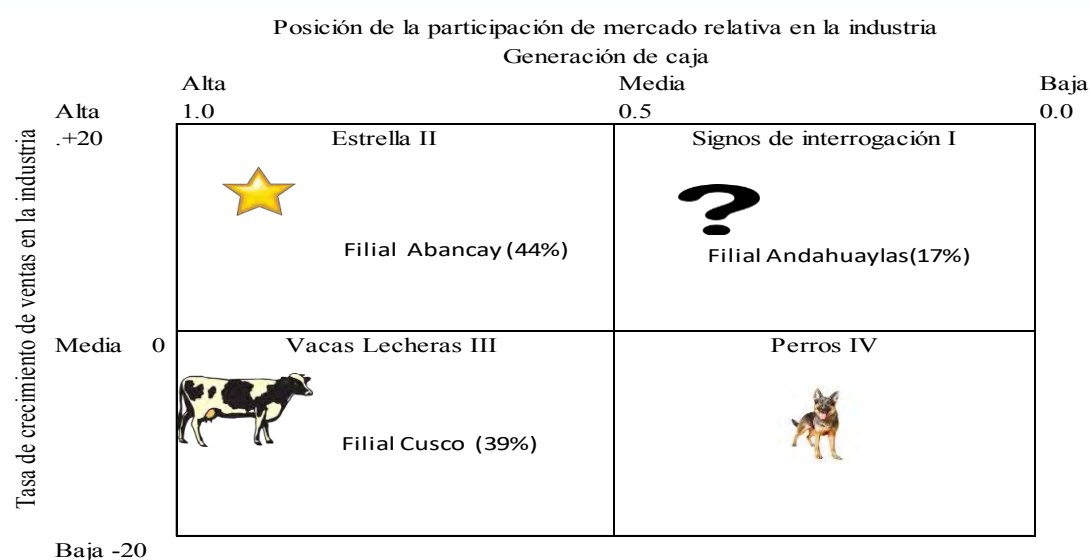 Posición de la participación de mercado relativa en la industria
Generación de caja
Alta Media Baja
Alta 1.0 0.5 0.0
.+20 Estrella II Signos de interrogación I
Filial Abancay (44%) Filial Andahuaylas(17%)
Tasa de crecimiento de ventas en la industria
Media 0 Vacas Lecheras III Perros IV
Filial Cusco (39%)
Baja -20